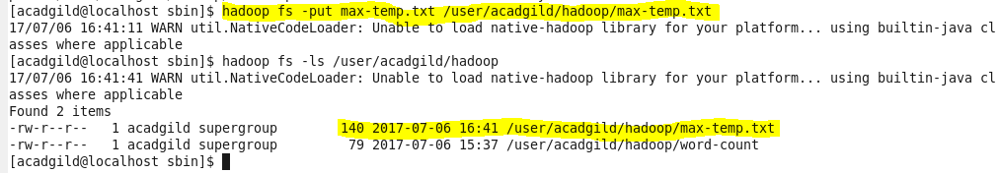 [acadgild@localhost sbin]$ hadoop fs -put max-temp.txt /user/acadgild/hadoop/max-temp.txt
17/07/06 16:41:11 WARN util.NativeCodeLoader: Unable to load native-hadoop library for your platform... using builtin-java cl
asses where applicable
[acadgild@localhost sbin]$ hadoop fs -ls /user/acadgild/hadoop
17/07/06 16:41:41 WARN util.NativeCodeLoader: Unable to load native-hadoop library for your platform... using builtin-java cl
asses where applicable
Found 2 items
-rw-r--r--   1 acadgild supergroup        140 2017-07-06 16:41 /user/acadgild/hadoop/max-temp.txt
-rw-r--r--   1 acadgild supergroup         79 2017-07-06 15:37 /user/acadgild/hadoop/word-count
[acadgild@localhost sbin]$